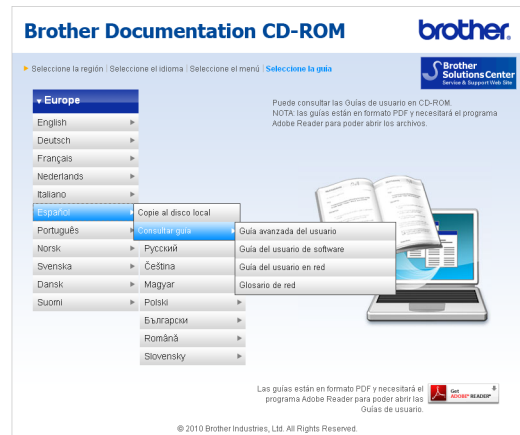 Brother Documentation CD-ROM
brother.
Seleccione la región | Seleccione el idioma | Seleccione el menú | Seleccione la guía
Brother
Solutions Center
Service & Support Web Site
Europe
Puede consultar las Guías de usuario en CD-ROM.
NOTA: las guías están en formato PDF y necesitará el programa
Adobe Reader para poder abrir los archivos.
English
Deutsch
Français
Nederlands
Italiano
Español
Copie al disco local
Português
Consultar guía
Guía avanzada del usuario
Norsk
Русский
Guía del usuario de software
Svenska
Čeština
Guía del usuario en red
Dansk
Magyar
Glosario de red
Suomi
Polski
Български
Română
Slovensky
Las guías están en formato PDF y necesitará el
programa Adobe Reader para poder abrir las
Guías de usuario.
Get
ADOBE® READER®
© 2010 Brother Industries, Ltd. All Rights Reserved.